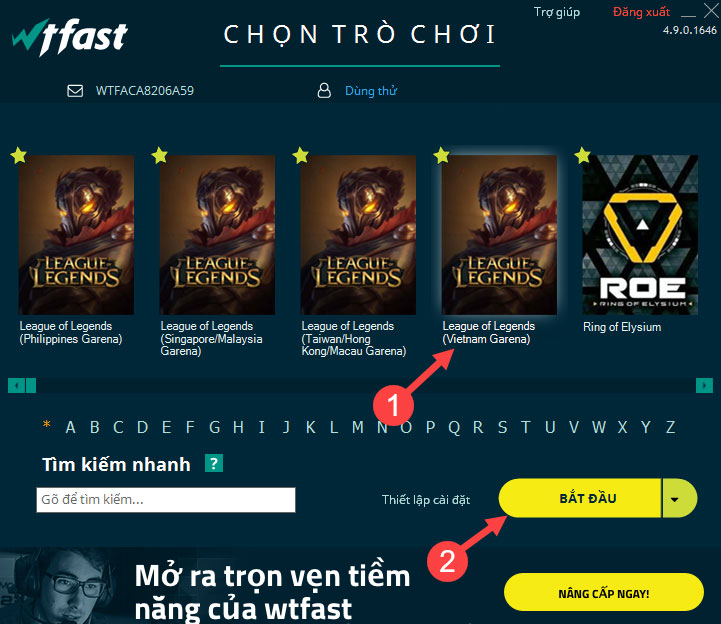 wtfast
CHỌN TRÒ CHƠI
Trợ giúp
Đăng xuất
4.9.0.1646
WTFACA8206A59
Dùng thử
LEAGUE OF LEGENDS
LEAGUE OF LEGENDS
LEAGUE OF LEGENDS
LEAGUE OF LEGENDS
ROE
RING OF ELYSIUM
League of Legends
(Philippines Garena)
League of Legends
(Singapore/Malaysia
Garena)
League of Legends
(Taiwan/Hong
Kong/Macau Garena)
League of Legends
(Vietnam Garena)
Ring of Elysium
1
* A B C D E F G H I J K L M N O P Q R S T U V W X Y Z
Tìm kiếm nhanh ?
Gõ để tìm kiếm...
Thiết lập cài đặt
BẮT ĐẦU
2
Mở ra trọn vẹn tiềm
năng của wtfast
NÂNG CẤP NGAY!